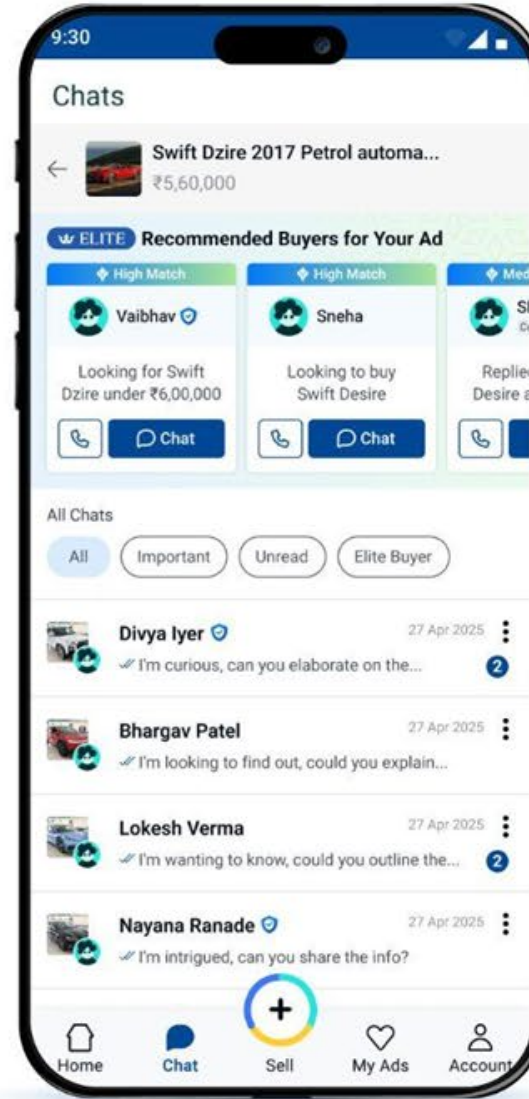 9:30
Chats
Swift Dzire 2017 Petrol automa...
₹5,60,000
ELITE Recommended Buyers for Your Ad
High Match
Vaibhav
Looking for Swift
Dzire under ₹6,00,000
Chat
High Match
Sneha
Looking to buy
Swift Desire
Chat
Med
Replie
Desire a
All Chats
All
Important
Unread
Elite Buyer
Divya Iyer
27 Apr 2025
I'm curious, can you elaborate on the...
2
Bhargav Patel
27 Apr 2025
I'm looking to find out, could you explain...
Lokesh Verma
27 Apr 2025
I'm wanting to know, could you outline the...
2
Nayana Ranade
27 Apr 2025
I'm intrigued, can you share the info?
Home
Chat
Sell
My Ads
Account